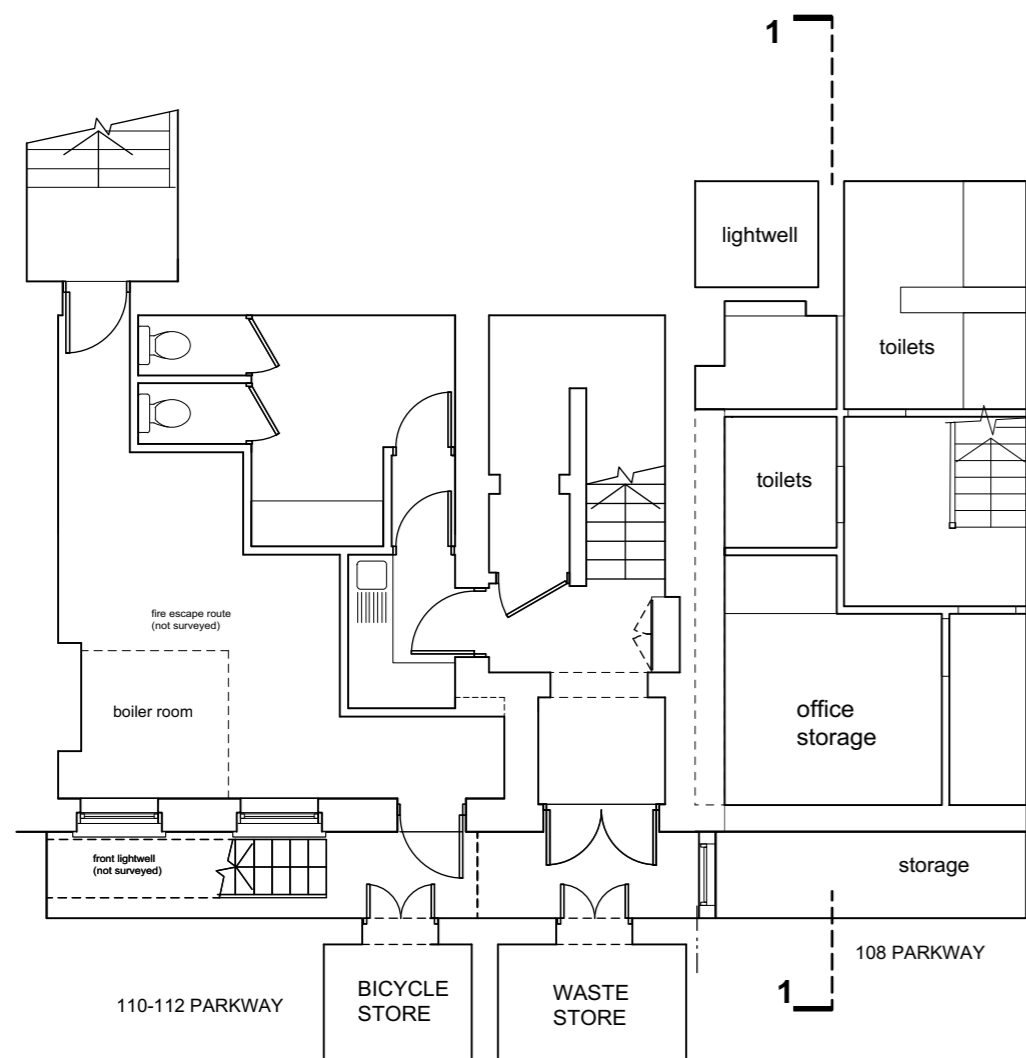 1
lightwell
toilets
toilets
fire escape route
(not surveyed)
boiler room
office
storage
front lightwell
(not surveyed)
storage
108 PARKWAY
110-112 PARKWAY
BICYCLE
STORE
WASTE
STORE
1